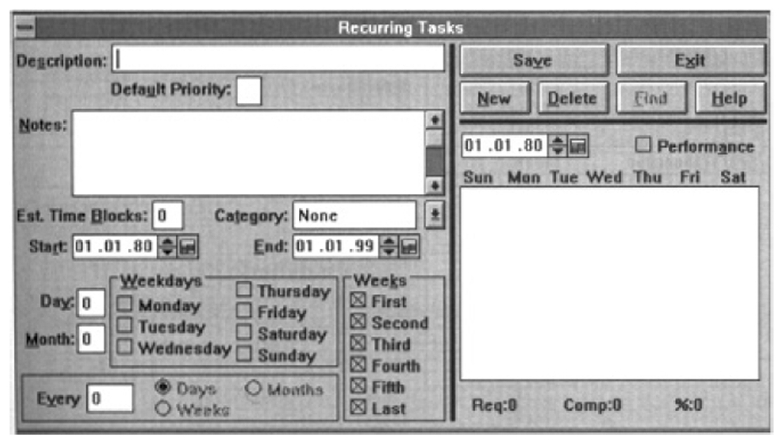 Recurring Tasks
Description:
Default Priority:
Notes:
Est. Time Blocks: 0 Category: None
Start: 01.01.80 End: 01.01.99
Day: 0
Month: 0
Weekdays
Monday
Tuesday
Wednesday
Thursday
Friday
Saturday
Sunday
Weeks
First
Second
Third
Fourth
Fifth
Last
Every 0 Days Months
Weeks
Save Exit
New Delete Find Help
01.01.80 Performance
Sun Mon Tue Wed Thu Fri Sat
Req:0 Comp:0 %:0